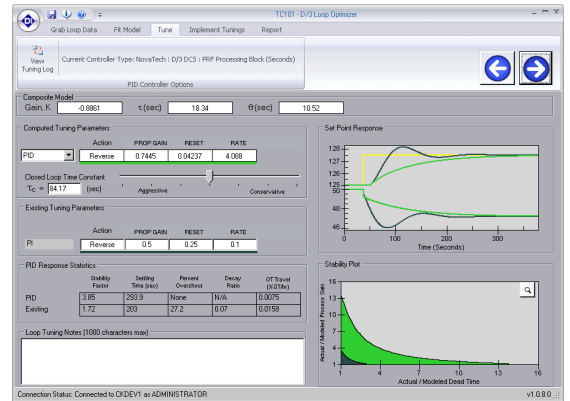 TC101 - D/3 Loop Optimizer
Grab Loop Data Fit Model Tune Implement Tunings Report
View Tuning Log
Current Controller Type: NovaTech : D/3 DCS : PRF Processing Block (Seconds)
PID Controller Options
Composite Model
Gain, K -0.8861 τ (sec) 18.34 θ (sec) 10.52
Computed Tuning Parameters
Action PROP GAIN RESET RATE
PID Reverse 0.7445 0.04237 4.088
Closed Loop Time Constant
τc = 84.17 (sec) Aggressive Conservative
Existing Tuning Parameters
Action PROP GAIN RESET RATE
PI Reverse 0.5 0.25 0.1
PID Response Statistics
Stability Factor Settling Time (sec) Percent Overshoot Decay Ratio OT Travel (XOT/hr)
PID 3.85 293.9 None N/A 0.0075
Existing 1.72 203 27.2 0.07 0.0158
Loop Tuning Notes (1000 characters max)
Set Point Response
128
127
126
125
50
48
46
0 100 200 300
Time (Seconds)
Stability Plot
Actual / Modeled Process Gain
16
13
10
7
4
1
1 4 7 10 13 16
Actual / Modeled Dead Time
Connection Status: Connected to CKDEV1 as ADMINISTRATOR
v1.0.8.0